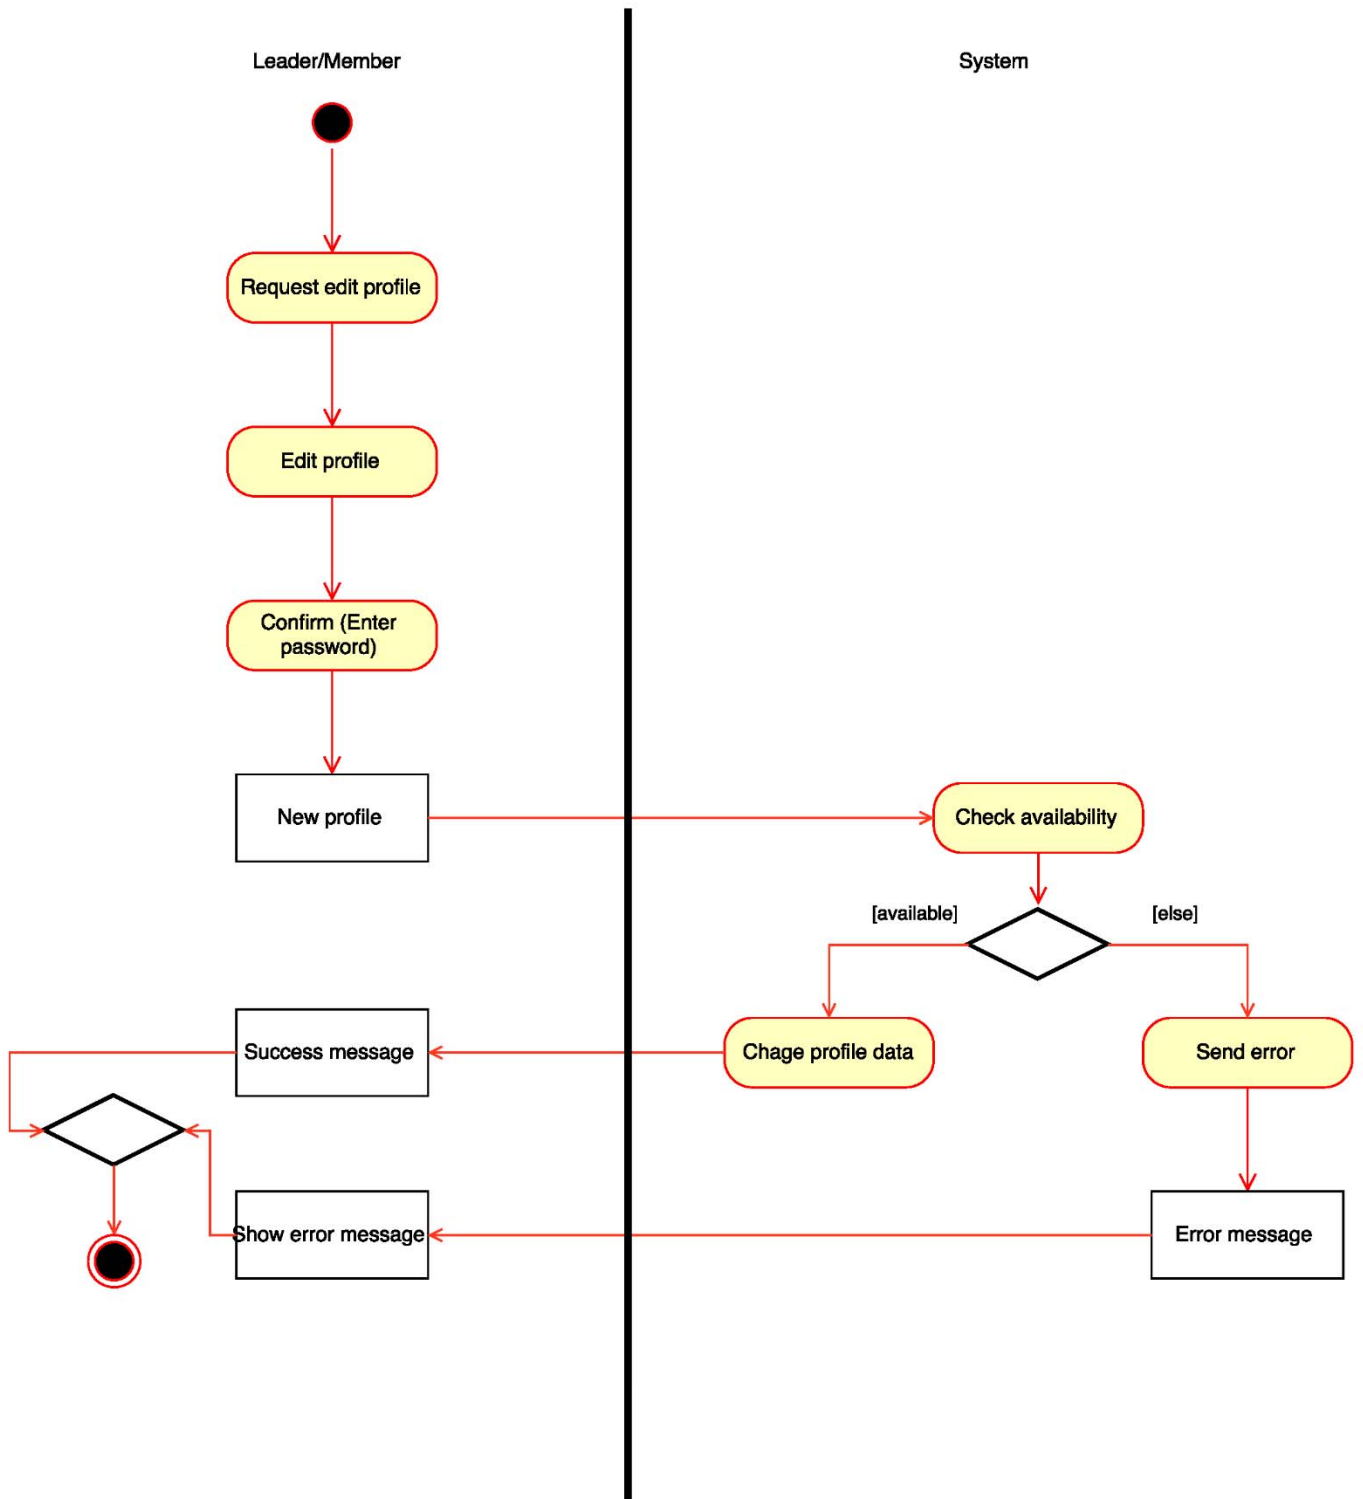 Leader/Member
System
Request edit profile
Edit profile
Confirm (Enter
password)
New profile
Check availability
[available]
[else]
Success message
Chage profile data
Send error
Show error message
Error message